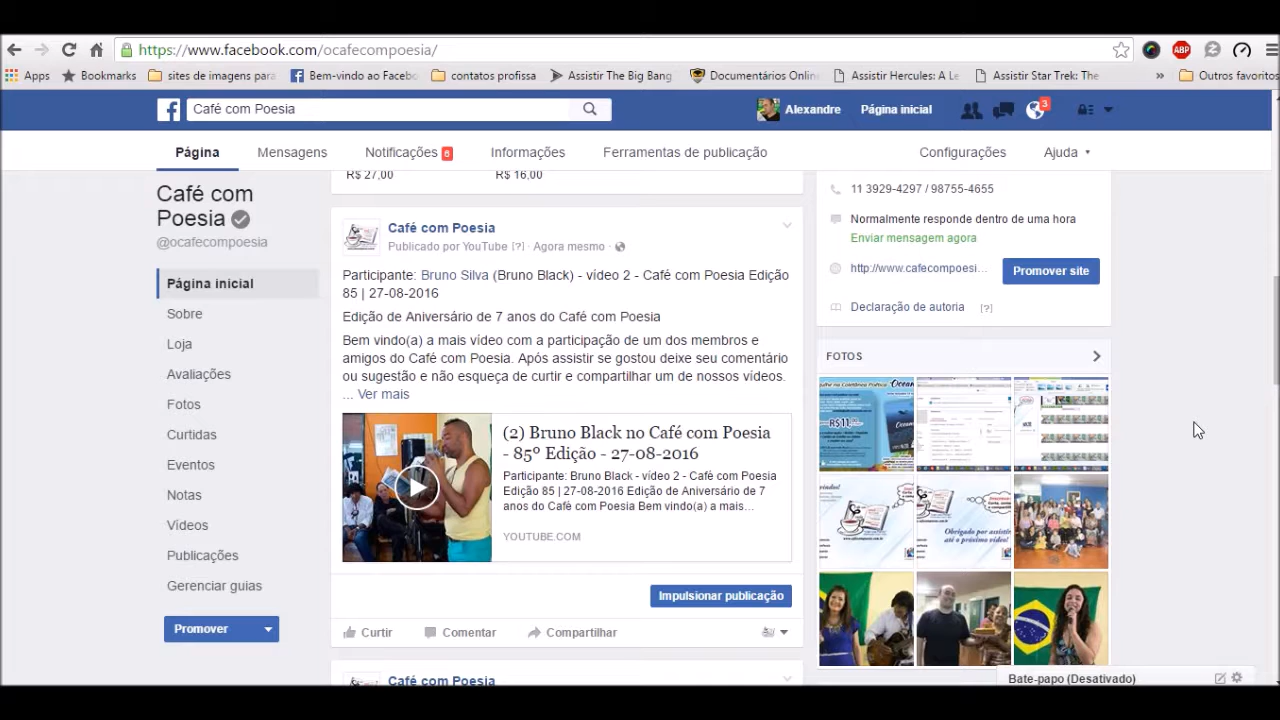 https://www.facebook.com/ocafecompoesia/
ABP
Apps Bookmarks sites de imagens para Bem-vindo ao Facebo contatos profissa Assistir The Big Bang Documentários Online Assistir Hercules: A Le Assistir Star Trek: The » Outros favoritos
Café com Poesia Alexandre Página inicial 3
Página Mensagens Notificações 6 Informações Ferramentas de publicação Configurações Ajuda
Café com
Poesia
@ocafecompoesia
Página inicial
Sobre
Loja
Avaliações
Fotos
Curtidas
Eventos
Notas
Vídeos
Publicações
Gerenciar guias
Promover
R$ 27,00 R$ 16,00
Café com Poesia
Publicado por YouTube [?] · Agora mesmo ·
Participante: Bruno Silva (Bruno Black) - vídeo 2 - Café com Poesia Edição
85 | 27-08-2016
Edição de Aniversário de 7 anos do Café com Poesia
Bem vindo(a) a mais vídeo com a participação de um dos membros e
amigos do Café com Poesia. Após assistir se gostou deixe seu comentário
ou sugestão e não esqueça de curtir e compartilhar um de nossos vídeos.
... Ver mais
(2) Bruno Black no Café com Poesia
- 85º Edição - 27-08-2016
Participante: Bruno Black - vídeo 2 - Café com Poesia
Edição 85 | 27-08-2016 Edição de Aniversário de 7
anos do Café com Poesia Bem vindo(a) a mais...
YOUTUBE.COM
Impulsionar publicação
Curtir Comentar Compartilhar
Café com Poesia
11 3929-4297 / 98755-4655
Normalmente responde dentro de uma hora
Enviar mensagem agora
http://www.cafecompoesi... Promover site
Declaração de autoria [?]
FOTOS
R$11
Obrigado por assistir
até o próximo vídeo!
Bate-papo (Desativado)